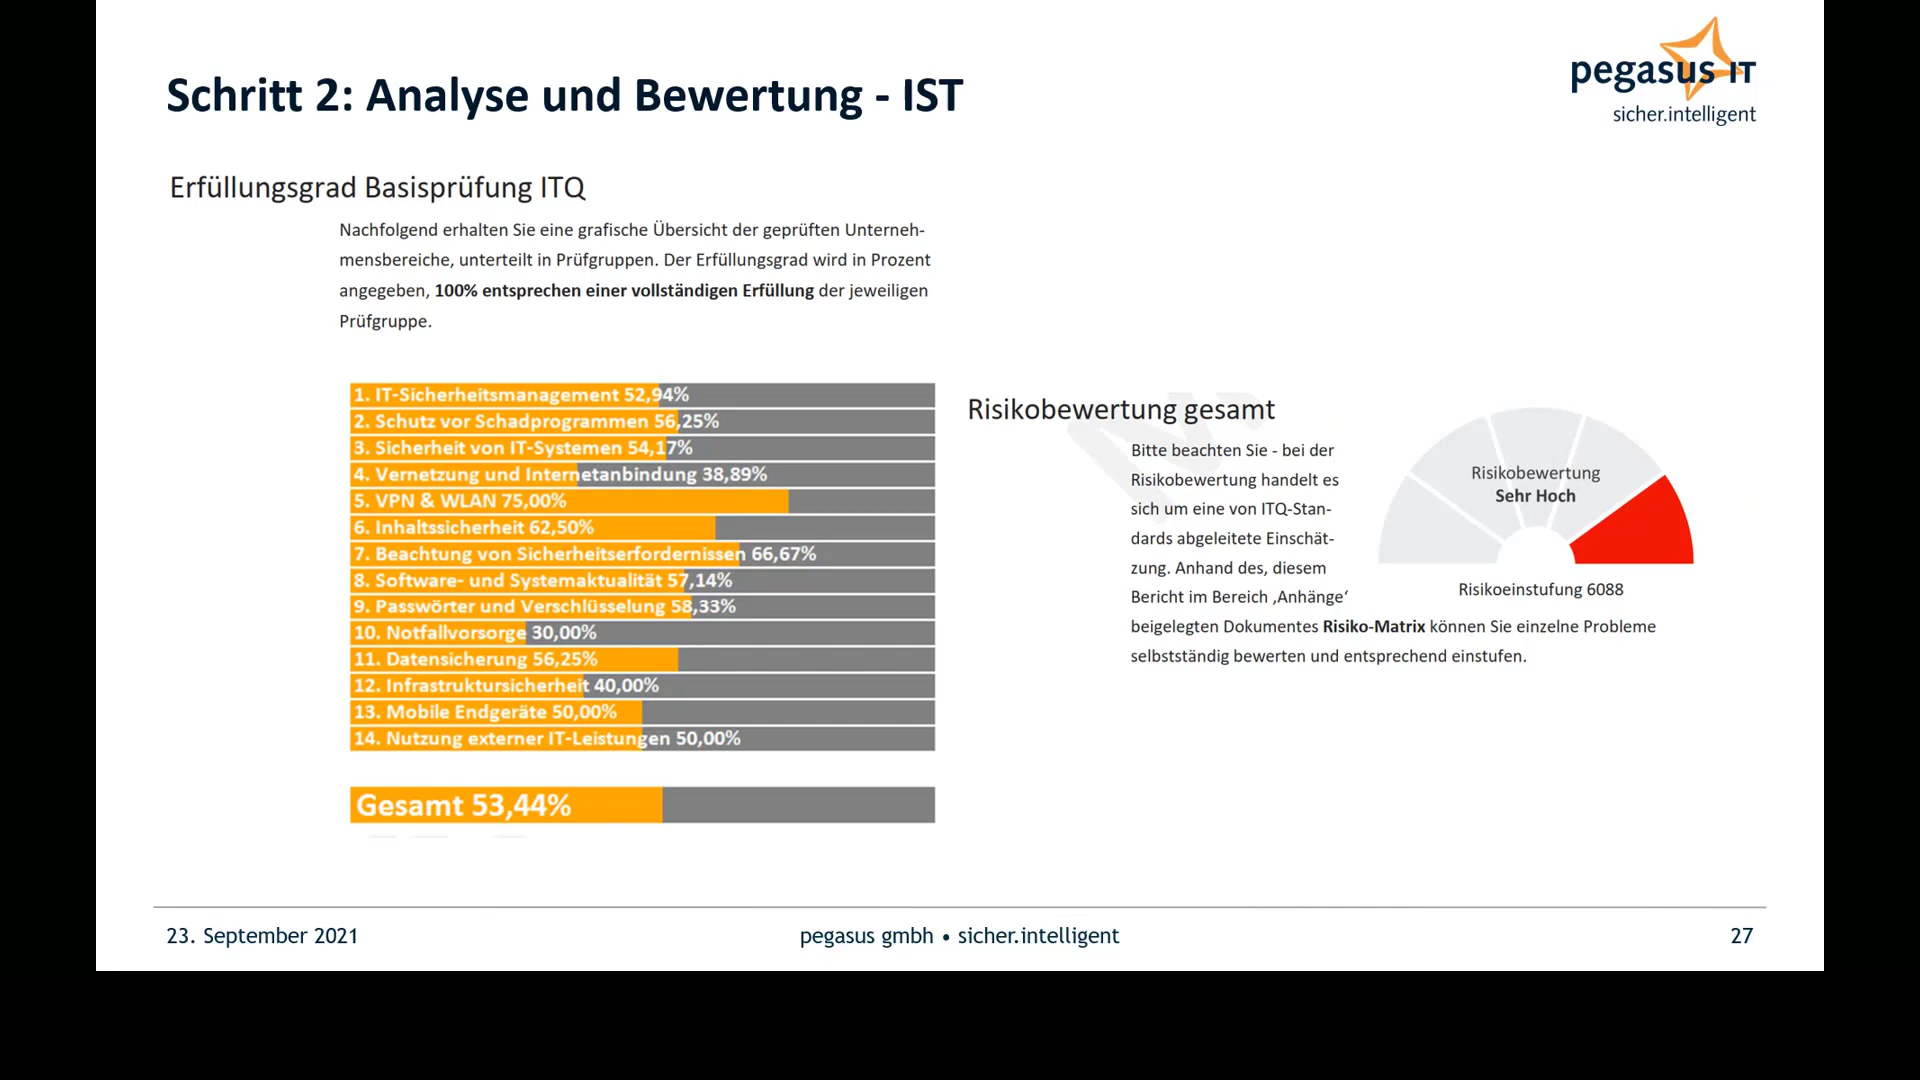 Schritt 2: Analyse und Bewertung - IST
pegasus IT
sicher.intelligent
Erfüllungsgrad Basisprüfung ITQ
Nachfolgend erhalten Sie eine grafische Übersicht der geprüften Unterneh-
mensbereiche, unterteilt in Prüfgruppen. Der Erfüllungsgrad wird in Prozent
angegeben, 100% entsprechen einer vollständigen Erfüllung der jeweiligen
Prüfgruppe.
1. IT-Sicherheitsmanagement 52,94%
2. Schutz vor Schadprogrammen 56,25%
3. Sicherheit von IT-Systemen 54,17%
4. Vernetzung und Internetanbindung 38,89%
5. VPN & WLAN 75,00%
6. Inhaltssicherheit 62,50%
7. Beachtung von Sicherheitserfordernissen 66,67%
8. Software- und Systemaktualität 57,14%
9. Passwörter und Verschlüsselung 58,33%
10. Notfallvorsorge 30,00%
11. Datensicherung 56,25%
12. Infrastruktursicherheit 40,00%
13. Mobile Endgeräte 50,00%
14. Nutzung externer IT-Leistungen 50,00%
Gesamt 53,44%
Risikobewertung gesamt
Bitte beachten Sie - bei der
Risikobewertung handelt es
sich um eine von ITQ-Stan-
dards abgeleitete Einschät-
zung. Anhand des, diesem
Bericht im Bereich ‚Anhänge‘
beigelegten Dokumentes Risiko-Matrix können Sie einzelne Probleme
selbstständig bewerten und entsprechend einstufen.
Risikobewertung
Sehr Hoch
Risikoeinstufung 6088
23. September 2021
pegasus gmbh • sicher.intelligent
27